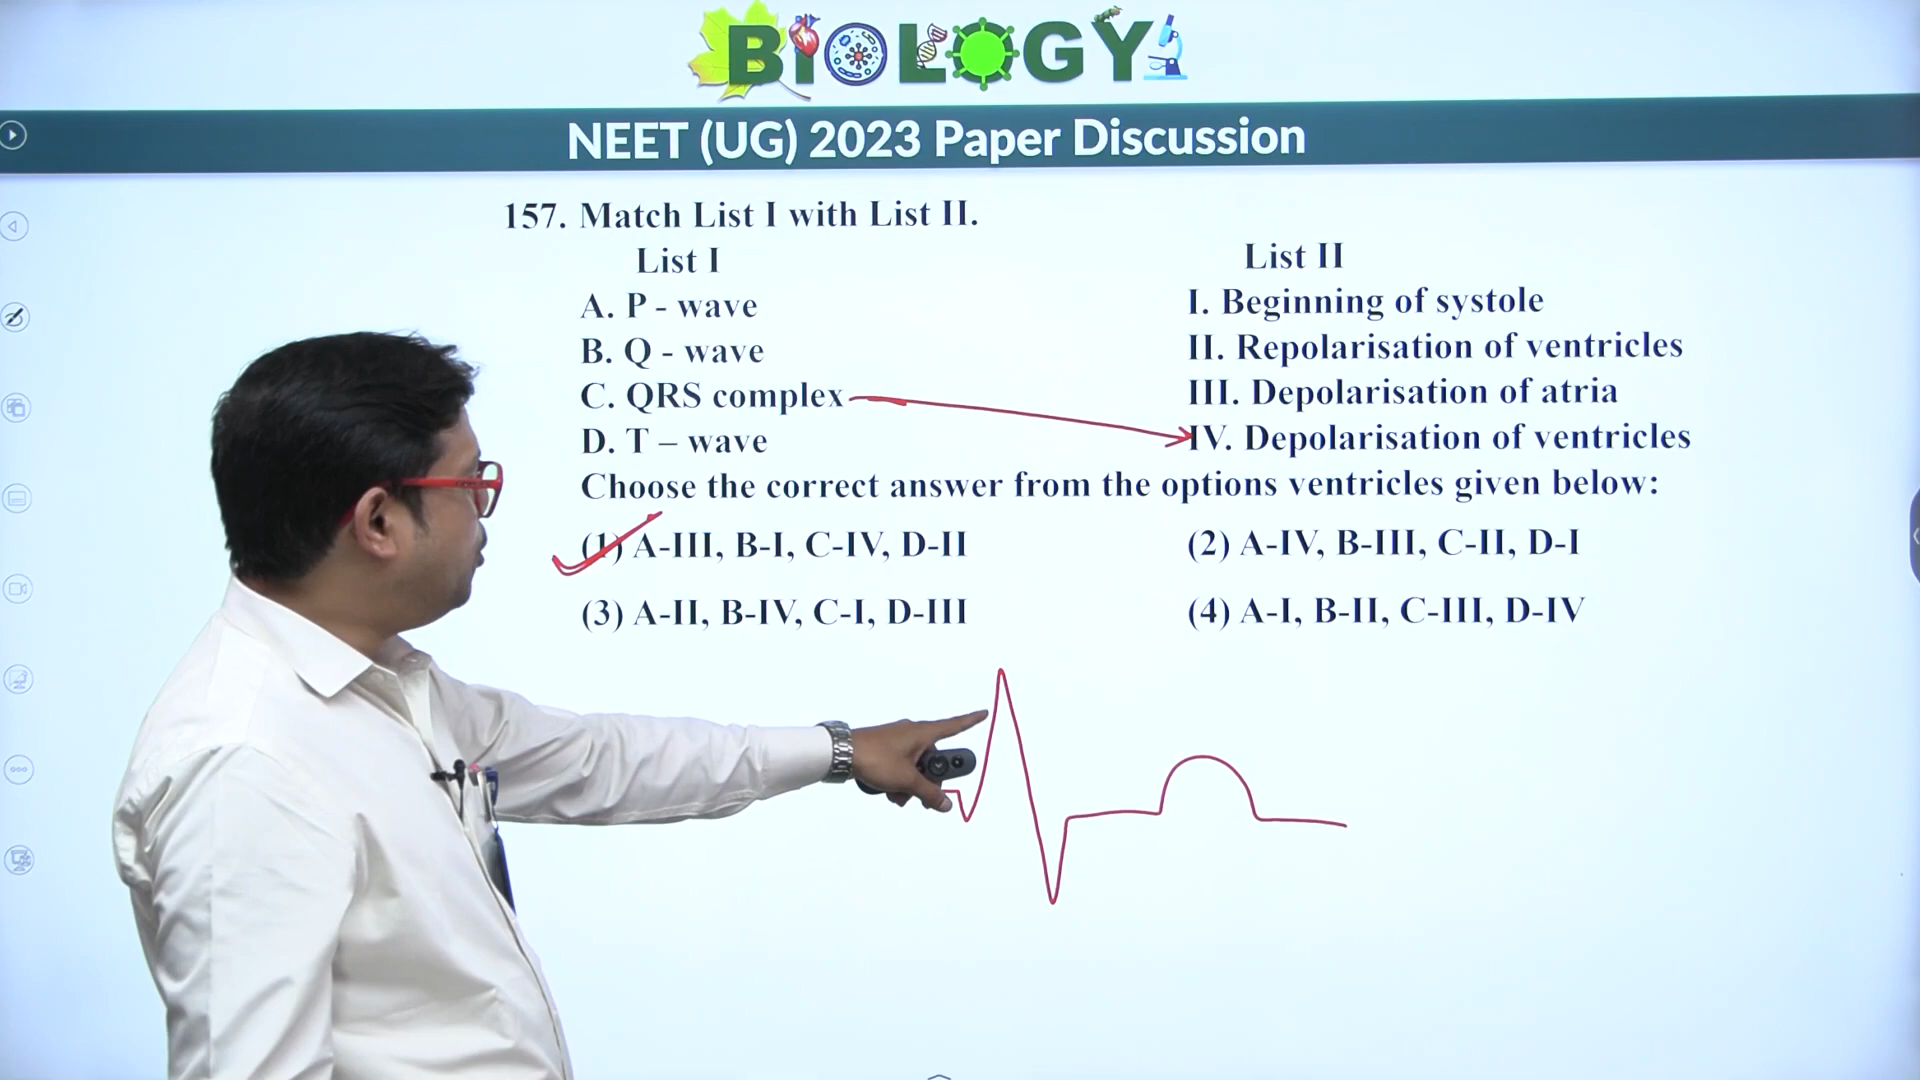 BIOLOGY
NEET (UG) 2023 Paper Discussion
157. Match List I with List II.
List I List II
A. P - wave I. Beginning of systole
B. Q - wave II. Repolarisation of ventricles
C. QRS complex III. Depolarisation of atria
D. T – wave IV. Depolarisation of ventricles
Choose the correct answer from the options ventricles given below:
(1) A-III, B-I, C-IV, D-II (2) A-IV, B-III, C-II, D-I
(3) A-II, B-IV, C-I, D-III (4) A-I, B-II, C-III, D-IV